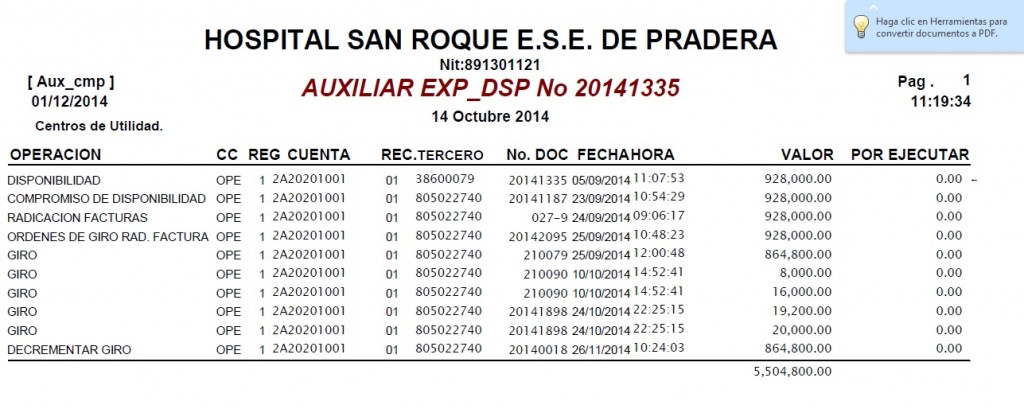 Haga clic en Herramientas para
convertir documentos a PDF.
HOSPITAL SAN ROQUE E.S.E. DE PRADERA
Nit:891301121
[ Aux_cmp ] AUXILIAR EXP_DSP No 20141335 Pag . 1
01/12/2014 11:19:34
14 Octubre 2014
Centros de Utilidad.
OPERACION CC REG CUENTA REC. TERCERO No. DOC FECHA HORA VALOR POR EJECUTAR
DISPONIBILIDAD OPE 1 2A20201001 01 38600079 20141335 05/09/2014 11:07:53 928,000.00 0.00
COMPROMISO DE DISPONIBILIDAD OPE 1 2A20201001 01 805022740 20141187 23/09/2014 10:54:29 928,000.00 0.00
RADICACION FACTURAS OPE 1 2A20201001 01 805022740 027-9 24/09/2014 09:06:17 928,000.00 0.00
ORDENES DE GIRO RAD. FACTURA OPE 1 2A20201001 01 805022740 20142095 25/09/2014 10:48:23 928,000.00 0.00
GIRO OPE 1 2A20201001 01 805022740 210079 25/09/2014 12:00:48 864,800.00 0.00
GIRO OPE 1 2A20201001 01 805022740 210090 10/10/2014 14:52:41 8,000.00 0.00
GIRO OPE 1 2A20201001 01 805022740 210090 10/10/2014 14:52:41 16,000.00 0.00
GIRO OPE 1 2A20201001 01 805022740 20141898 24/10/2014 22:25:15 19,200.00 0.00
GIRO OPE 1 2A20201001 01 805022740 20141898 24/10/2014 22:25:15 20,000.00 0.00
DECREMENTAR GIRO OPE 1 2A20201001 01 805022740 20140018 26/11/2014 10:24:03 864,800.00 0.00
5,504,800.00